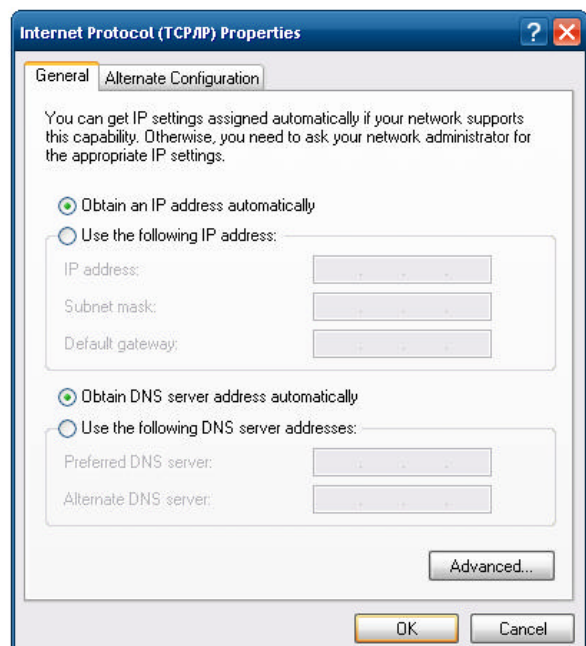 Internet Protocol (TCP/IP) Properties
General
Alternate Configuration
You can get IP settings assigned automatically if your network supports
this capability. Otherwise, you need to ask your network administrator for
the appropriate IP settings.
Obtain an IP address automatically
Use the following IP address:
IP address:
Subnet mask:
Default gateway:
Obtain DNS server address automatically
Use the following DNS server addresses:
Preferred DNS server:
Alternate DNS server:
Advanced...
OK
Cancel